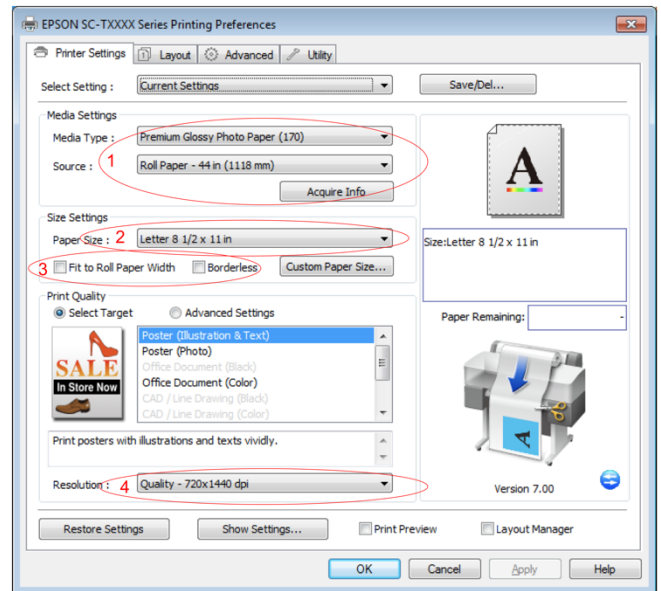 EPSON SC-TXXXX Series Printing Preferences
Printer Settings 1 Layout Advanced Utility
Select Setting : Current Settings Save/Del...
Media Settings
Media Type : Premium Glossy Photo Paper (170)
1
Source : Roll Paper - 44 in (1118 mm)
Acquire Info
A
Size Settings
Paper Size : 2 Letter 8 1/2 x 11 in
3 Fit to Roll Paper Width Borderless Custom Paper Size...
Size:Letter 8 1/2 x 11 in
Print Quality
Select Target Advanced Settings
Paper Remaining: -
SALE
In Store Now
Poster (Illustration & Text)
Poster (Photo)
Office Document (Black)
Office Document (Color)
CAD / Line Drawing (Black)
CAD / Line Drawing (Color)
Print posters with illustrations and texts vividly.
A
Resolution : 4 Quality - 720x1440 dpi
Version 7.00
Restore Settings Show Settings... Print Preview Layout Manager
OK Cancel Apply Help